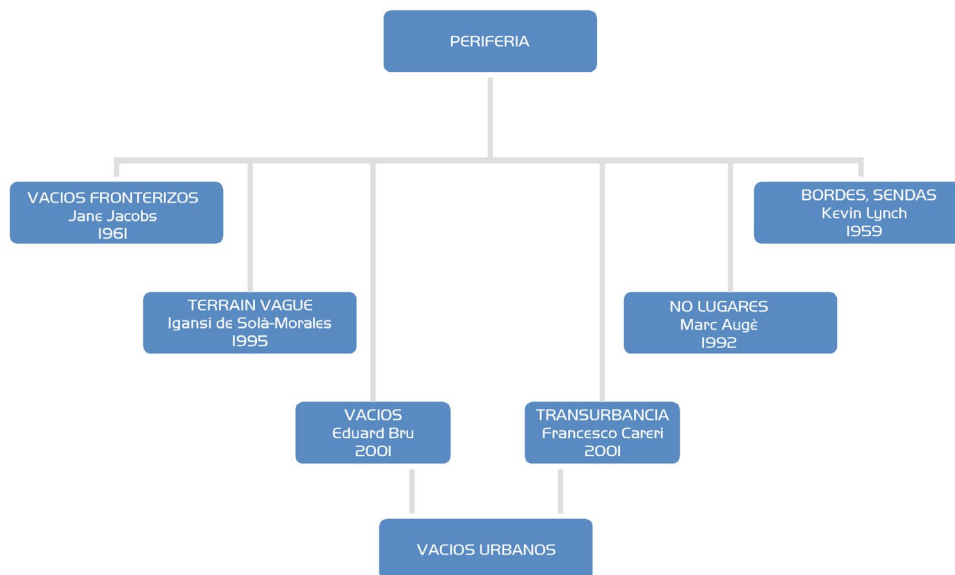 PERIFERIA
VACIOS FRONTERIZOS
Jane Jacobs
1961
BORDES, SENDAS
Kevin Lynch
1959
TERRAIN VAGUE
Igansi de Solà-Morales
1995
NO LUGARES
Marc Augè
1992
VACIOS
Eduard Bru
2001
TRANSURBANCIA
Francesco Careri
2001
VACIOS URBANOS